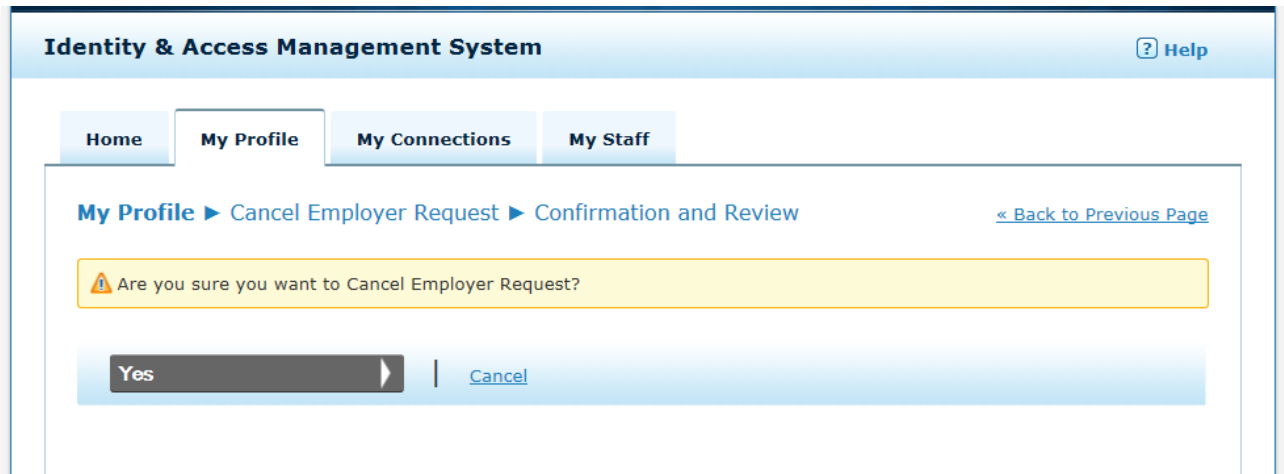 Identity & Access Management System
? Help
Home My Profile My Connections My Staff
My Profile ► Cancel Employer Request ► Confirmation and Review « Back to Previous Page
Are you sure you want to Cancel Employer Request?
Yes | Cancel